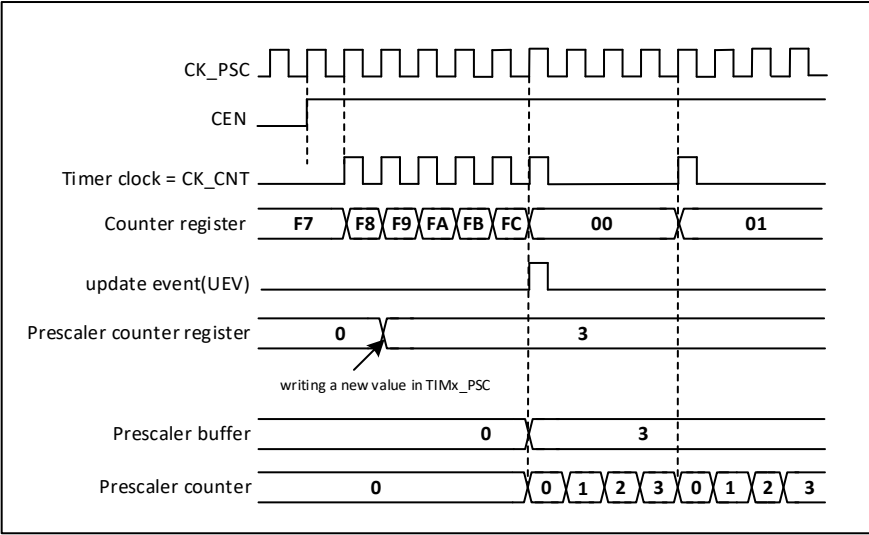 CK_PSC
CEN
Timer clock = CK_CNT
Counter register F7 F8 F9 FA FB FC 00 01
update event(UEV)
Prescaler counter register 0 3
writing a new value in TIMx_PSC
Prescaler buffer 0 3
Prescaler counter 0 0 1 2 3 0 1 2 3